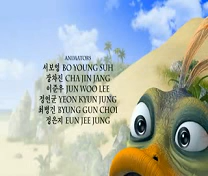 ANIMATORS
서보영 BO YOUNG SUH
장차진 CHA JIN JANG
이준우 JUN WOO LEE
정연균 YEON KYUN JUNG
최병건 BYUNG GUN CHOI
정은지 EUN JEE JUNG